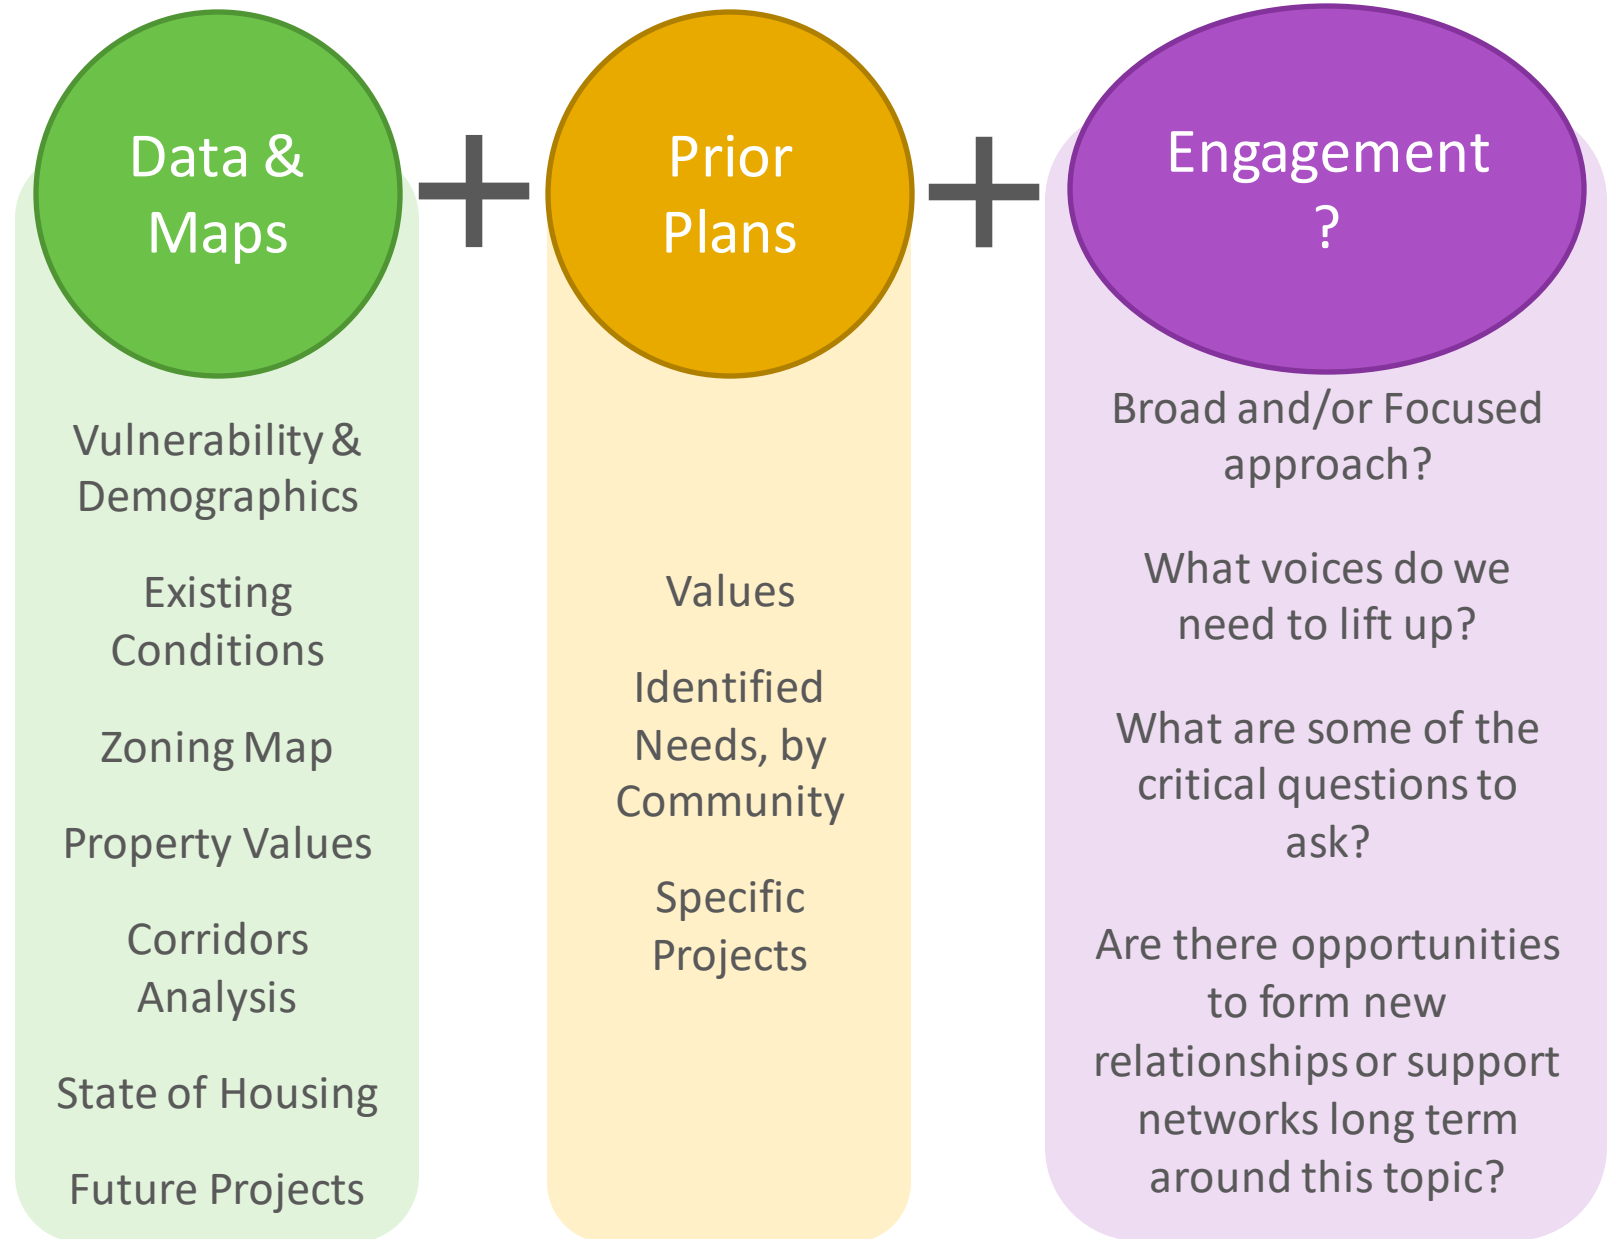 Data &
Maps
Vulnerability &
Demographics
Existing
Conditions
Zoning Map
Property Values
Corridors
Analysis
State of Housing
Future Projects
+
Prior
Plans
Values
Identified
Needs, by
Community
Specific
Projects
+
Engagement
?
Broad and/or Focused
approach?
What voices do we
need to lift up?
What are some of the
critical questions to
ask?
Are there opportunities
to form new
relationships or support
networks long term
around this topic?